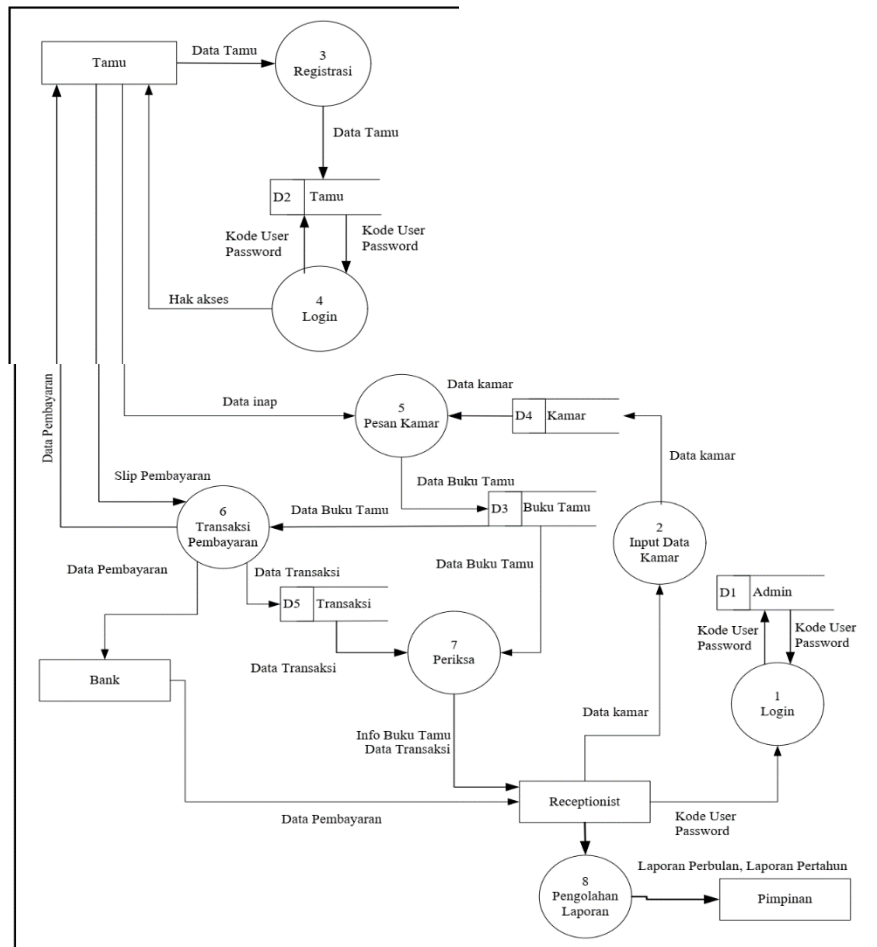 Tamu
Data Tamu
3
Registrasi
Data Tamu
D2
Tamu
Kode User
Password
Kode User
Password
4
Login
Hak akses
Data Pembayaran
Data inap
5
Pesan Kamar
Data kamar
D4
Kamar
Data kamar
Slip Pembayaran
Data Buku Tamu
D3
Buku Tamu
Data Buku Tamu
6
Transaksi
Pembayaran
2
Input Data
Kamar
Data Pembayaran
Data Transaksi
D5
Transaksi
Data Buku Tamu
7
Periksa
Data Transaksi
D1
Admin
Kode User
Password
Kode User
Password
1
Login
Bank
Info Buku Tamu
Data Transaksi
Data kamar
Data Pembayaran
Receptionist
Kode User
Password
8
Pengolahan
Laporan
Laporan Perbulan, Laporan Pertahun
Pimpinan